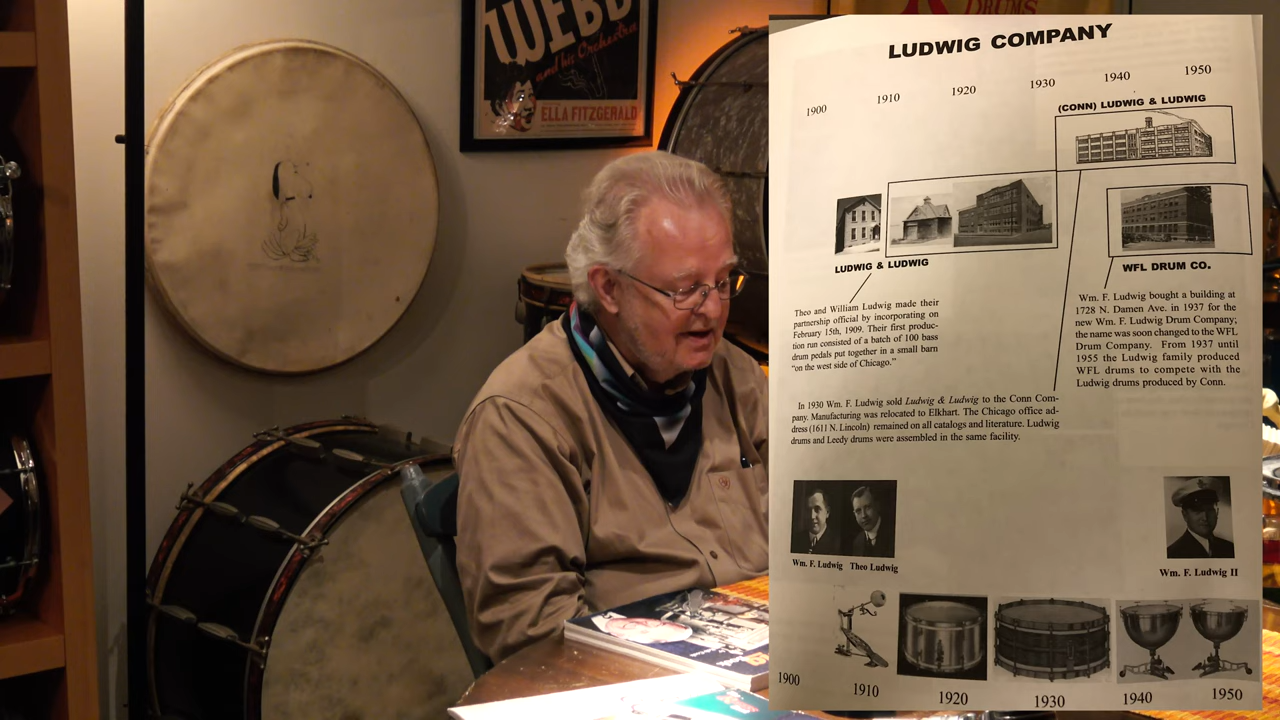 WEBB
and his Orchestra
ELLA FITZGERALD
DRUMS
LUDWIG COMPANY
1900 1910 1920 1930 1940 1950
(CONN) LUDWIG & LUDWIG
LUDWIG & LUDWIG
WFL DRUM CO.
Theo and William Ludwig made their
partnership official by incorporating on
February 15th, 1909. Their first produc-
tion run consisted of a batch of 100 bass
drum pedals put together in a small barn
"on the west side of Chicago."
Wm. F. Ludwig bought a building at
1728 N. Damen Ave. in 1937 for the
new Wm. F. Ludwig Drum Company;
the name was soon changed to the WFL
Drum Company. From 1937 until
1955 the Ludwig family produced
WFL drums to compete with the
Ludwig drums produced by Conn.
In 1930 Wm. F. Ludwig sold Ludwig & Ludwig to the Conn Com-
pany. Manufacturing was relocated to Elkhart. The Chicago office ad-
dress (1611 N. Lincoln) remained on all catalogs and literature. Ludwig
drums and Leedy drums were assembled in the same facility.
Wm. F. Ludwig Theo Ludwig
Wm. F. Ludwig II
1900 1910 1920 1930 1940 1950